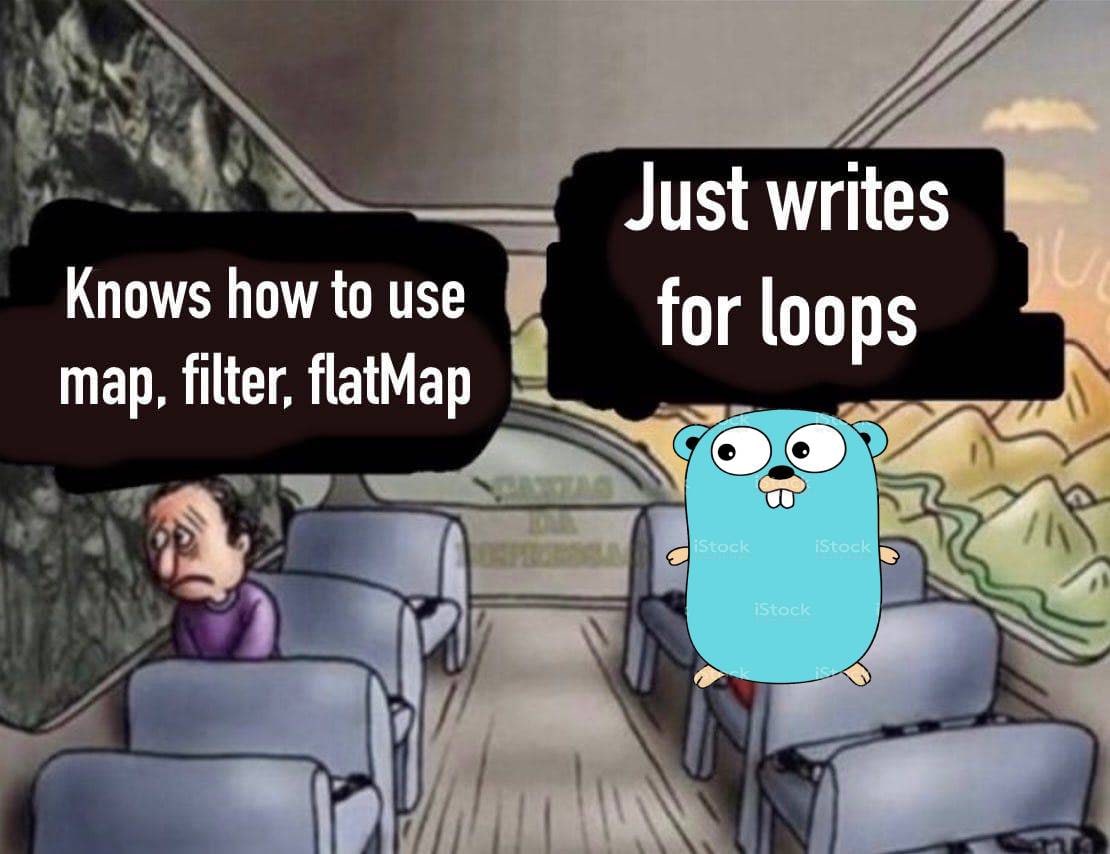 Just writes
for loops
Knows how to use
map, filter, flatMap
iStock
iStock
iStock